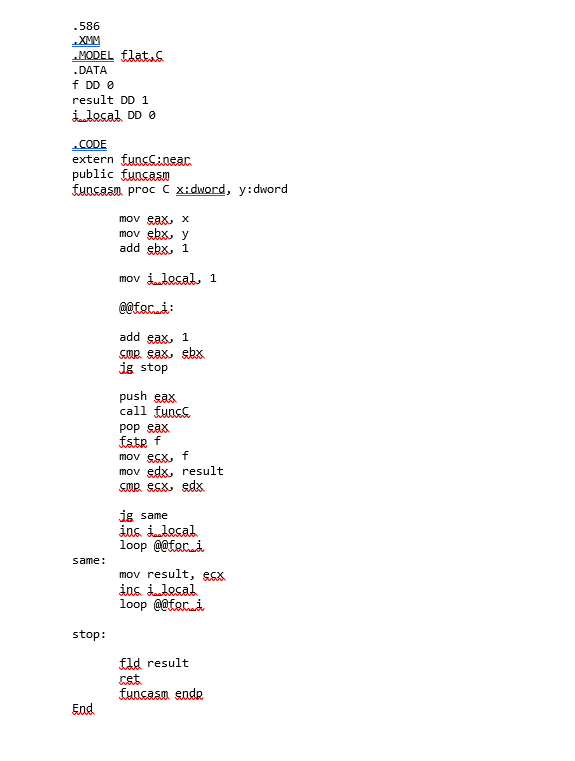 .586
.XMM
.MODEL flat,C
.DATA
f DD 0
result DD 1
i_local DD 0
.CODE
extern funcC:near
public funcasm
funcasm proc C x:dword, y:dword
mov eax, x
mov ebx, y
add ebx, 1
mov i_local, 1
@@for_i:
add eax, 1
cmp eax, ebx
jg stop
push eax
call funcC
pop eax
fstp f
mov ecx, f
mov edx, result
cmp ecx, edx
jg same
inc i_local
loop @@for_i
same:
mov result, ecx
inc i_local
loop @@for_i
stop:
fld result
ret
funcasm endp
End